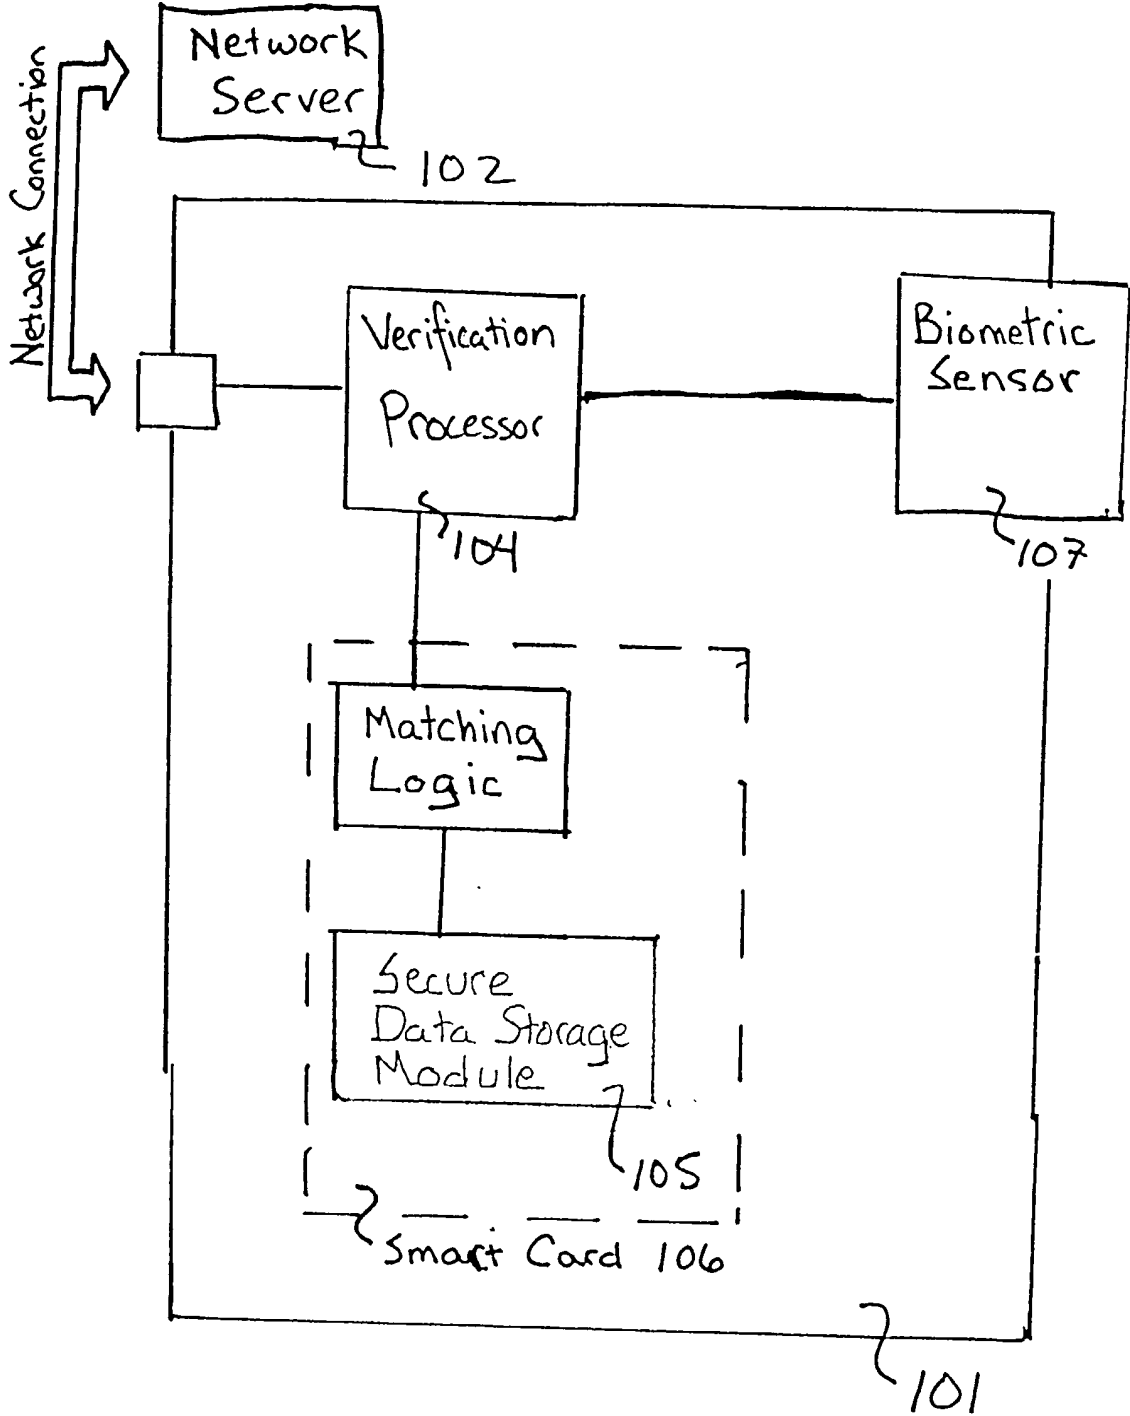 Network
Server
102
Network Connection
Verification
Processor
104
Biometric
Sensor
107
Matching
Logic
Secure
Data Storage
Module
105
Smart Card 106
101